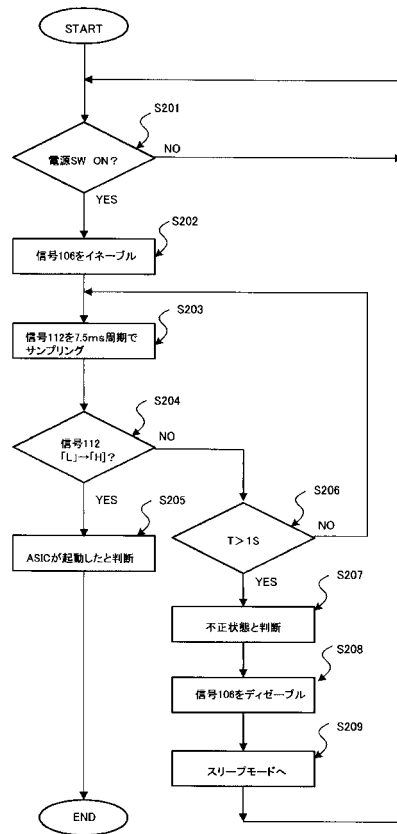 START
S201
電源SW ON?
NO
YES
S202
信号106をイネーブル
S203
信号112を7.5ms周期で
サンプリング
S204
信号112
「L」→「H]?
NO
YES
S205
ASICが起動したと判断
S206
T>1S
NO
YES
S207
不正状態と判断
S208
信号106をディゼーブル
S209
スリープモードへ
END